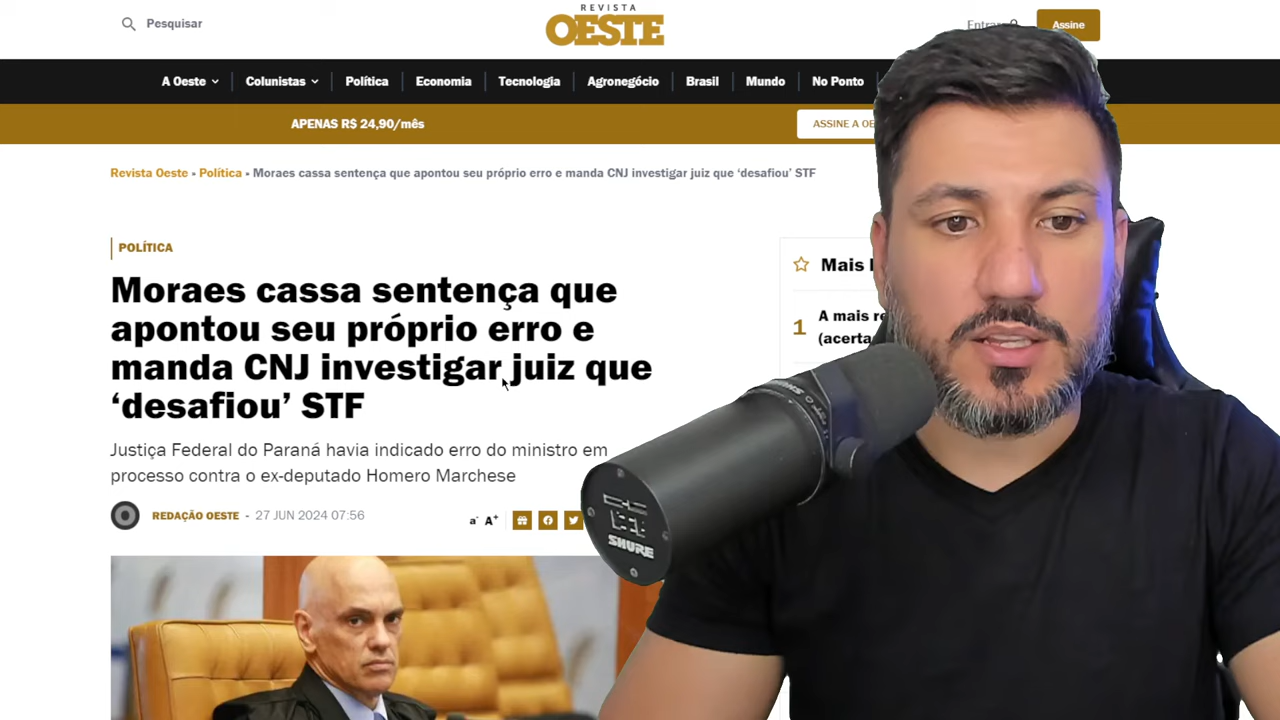 REVISTA
OESTE
Pesquisar
Assine
A Oeste
Colunistas
Política
Economia
Tecnologia
Agronegócio
Brasil
Mundo
No Ponto
APENAS R$ 24,90/mês
ASSINE A
Revista Oeste • Política • Moraes cassa sentença que apontou seu próprio erro e manda CNJ investigar juiz que ‘desafiou’ STF
POLÍTICA
Moraes cassa sentença que
apontou seu próprio erro e
manda CNJ investigar juiz que
‘desafiou’ STF
Justiça Federal do Paraná havia indicado erro do ministro em
processo contra o ex-deputado Homero Marchese
REDAÇÃO OESTE - 27 JUN 2024 07:56
a- A+
Mais
1
A mais
(acerta
SHURE